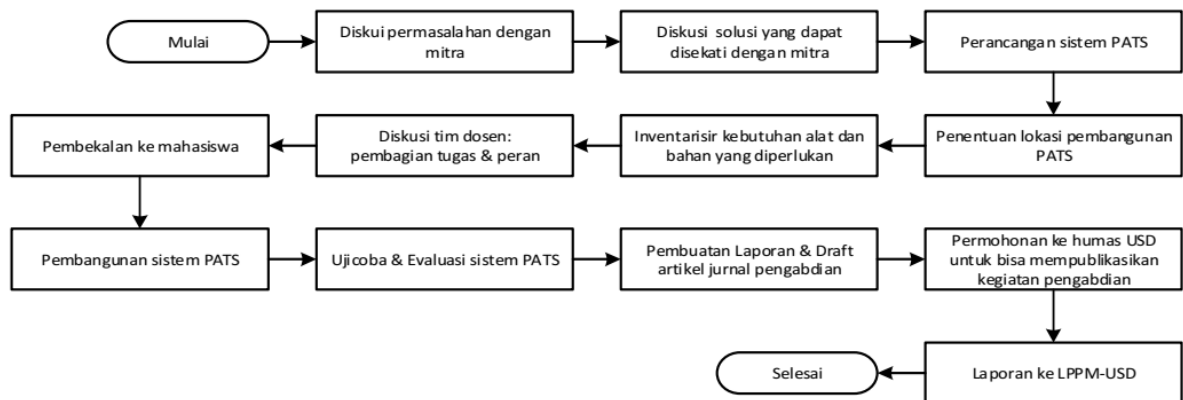 Mulai
Diskui permasalahan dengan
mitra
Diskusi solusi yang dapat
disekati dengan mitra
Perancangan sistem PATS
Penentuan lokasi pembangunan
PATS
Inventarisir kebutuhan alat dan
bahan yang diperlukan
Diskusi tim dosen:
pembagian tugas & peran
Pembekalan ke mahasiswa
Pembangunan sistem PATS
Ujicoba & Evaluasi sistem PATS
Pembuatan Laporan & Draft
artikel jurnal pengabdian
Permohonan ke humas USD
untuk bisa mempublikasikan
kegiatan pengabdian
Laporan ke LPPM-USD
Selesai